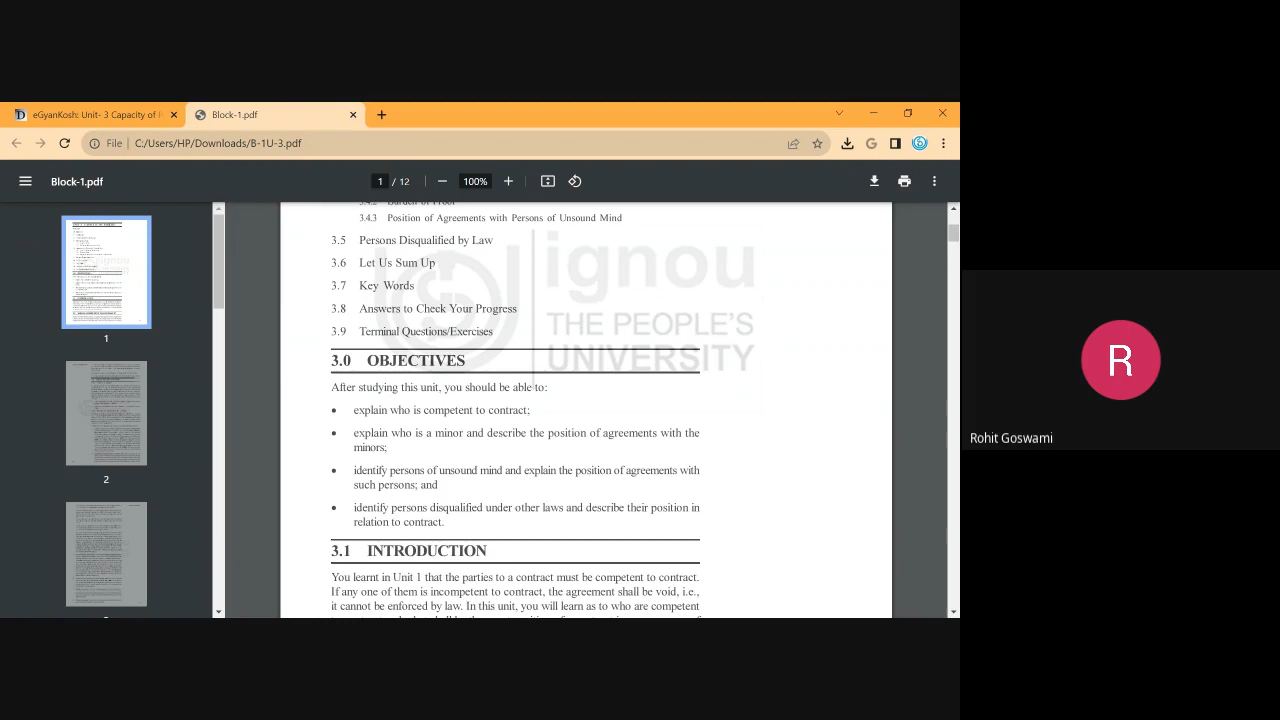 eGyanKosh: Unit- 3 Capacity of
Block-1.pdf
File
C:/Users/HP/Downloads/B-1U-3.pdf
Block-1.pdf
1 / 12
100%
1
2
3.4.2 Burden of Proof
3.4.3 Position of Agreements with Persons of Unsound Mind
3.5 Persons Disqualified by Law
3.6 Let Us Sum Up
3.7 Key Words
3.8 Answers to Check Your Progress
3.9 Terminal Questions/Exercises
ignou
THE PEOPLE'S
UNIVERSITY
3.0 OBJECTIVES
After studying this unit, you should be able to:
• explain who is competent to contract;
• explain who is a minor and describe the position of agreements with the
minors;
• identify persons of unsound mind and explain the position of agreements with
such persons; and
• identify persons disqualified under other laws and describe their position in
relation to contract.
3.1 INTRODUCTION
You learnt in Unit 1 that the parties to a contract must be competent to contract.
If any one of them is incompetent to contract, the agreement shall be void, i.e.,
it cannot be enforced by law. In this unit, you will learn as to who are competent
R
Rohit Goswami